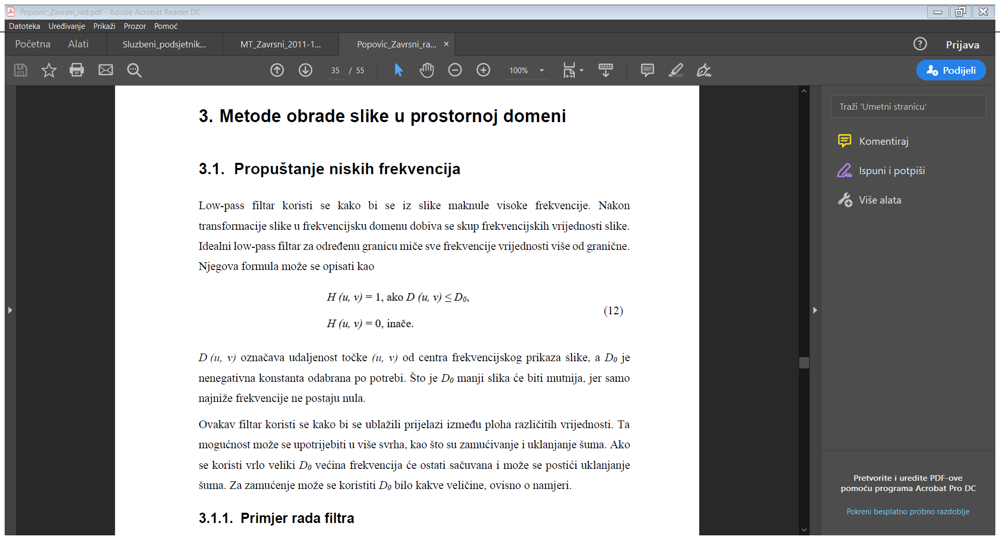 Popovic_Zavrsni_rad.pdf - Adobe Acrobat Reader DC
Datoteka Uređivanje Prikaži Prozor Pomoć
Početna Alati Sluzbeni_podsjetnik... MT_Zavrsni_2011-1... Popovic_Zavrsni_ra... × ? Prijava
35 / 55 100% Podijeli
3. Metode obrade slike u prostornoj domeni
3.1. Propuštanje niskih frekvencija
Low-pass filtar koristi se kako bi se iz slike maknule visoke frekvencije. Nakon
transformacije slike u frekvencijsku domenu dobiva se skup frekvencijskih vrijednosti slike.
Idealni low-pass filtar za određenu granicu miče sve frekvencije vrijednosti više od granične.
Njegova formula može se opisati kao
H (u, v) = 1, ako D (u, v) ≤ D₀,
(12)
H (u, v) = 0, inače.
D (u, v) označava udaljenost točke (u, v) od centra frekvencijskog prikaza slike, a D₀ je
nenegativna konstanta odabrana po potrebi. Što je D₀ manji slika će biti mutnija, jer samo
najniže frekvencije ne postaju nula.
Ovakav filtar koristi se kako bi se ublažili prijelazi između ploha različitih vrijednosti. Ta
mogućnost može se upotrijebiti u više svrha, kao što su zamućivanje i uklanjanje šuma. Ako
se koristi vrlo veliki D₀ većina frekvencija će ostati sačuvana i može se postići uklanjanje
šuma. Za zamućenje može se koristiti D₀ bilo kakve veličine, ovisno o namjeri.
3.1.1. Primjer rada filtra
Traži 'Umetni stranicu'
Komentiraj
Ispuni i potpiši
Više alata
Pretvorite i uredite PDF-ove
pomoću programa Acrobat Pro DC
Pokreni besplatno probno razdoblje